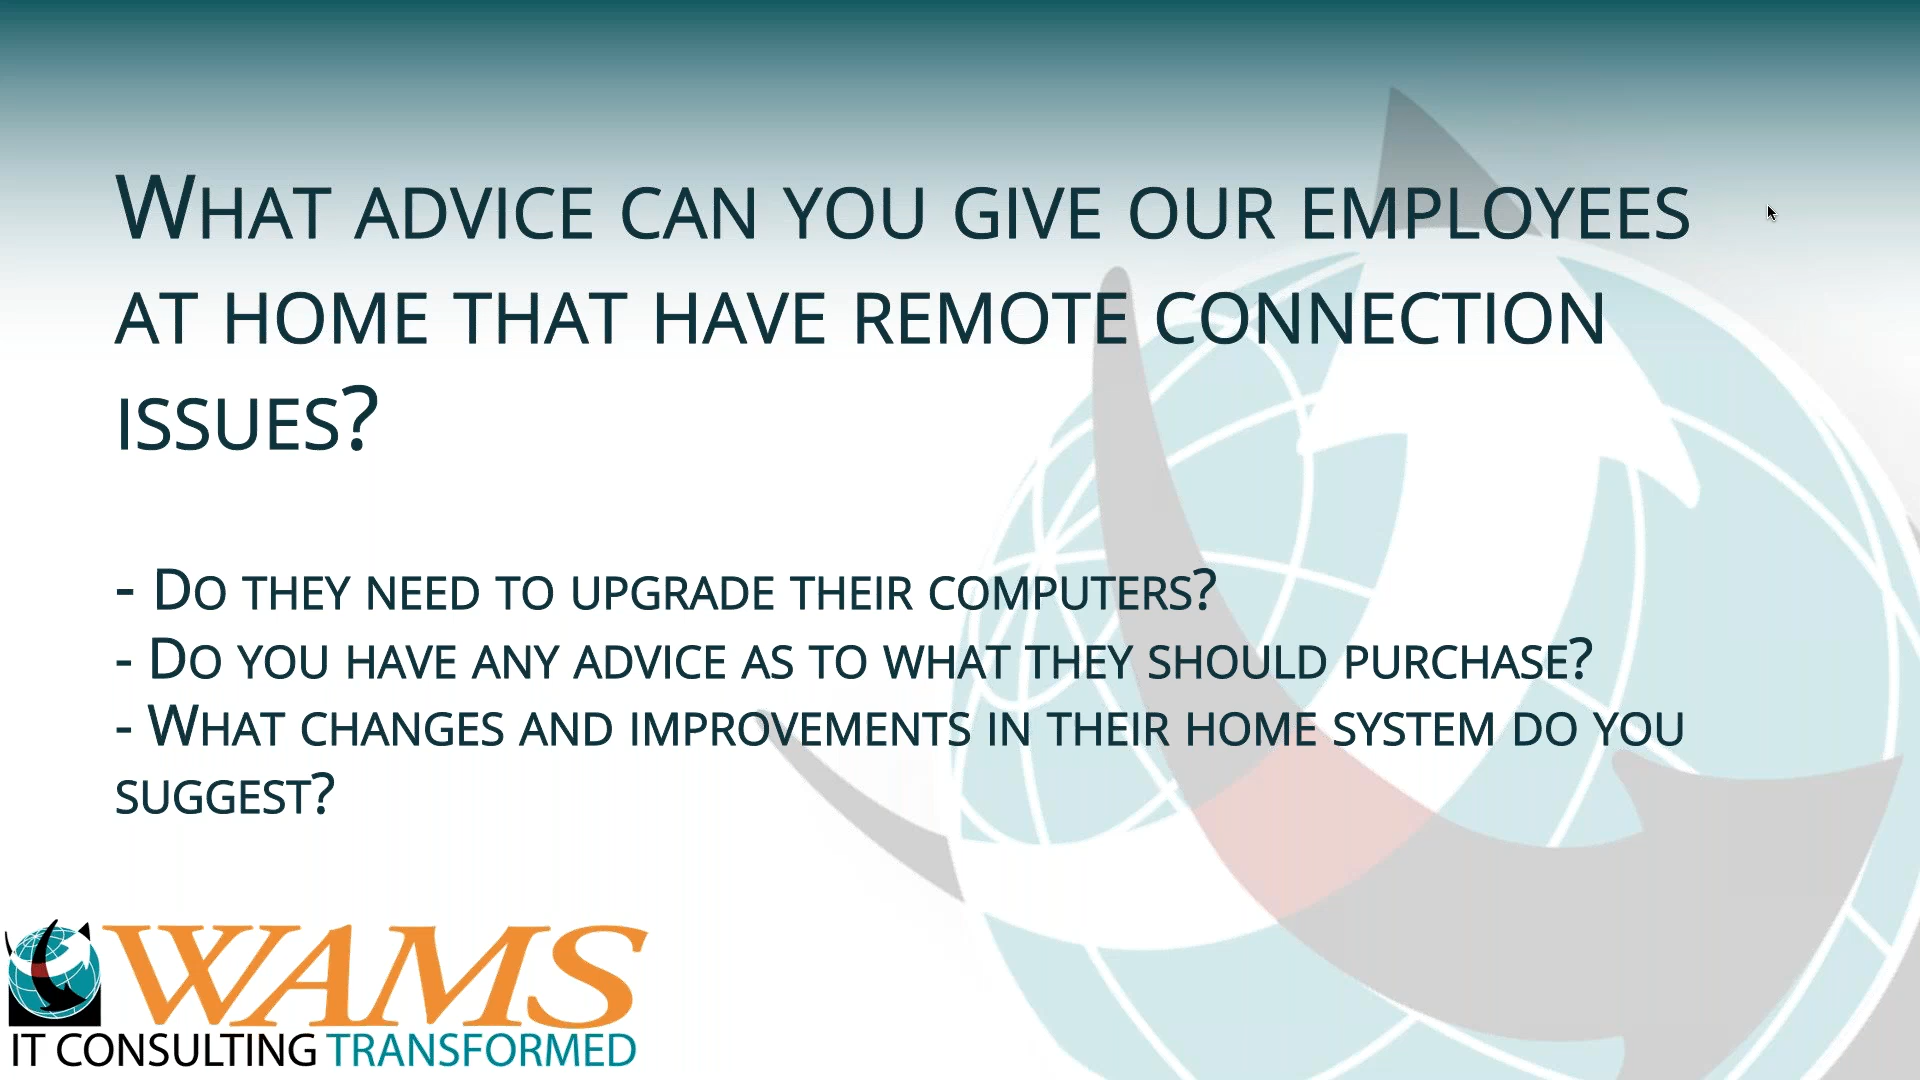 What advice can you give our employees
at home that have remote connection
issues?
- Do they need to upgrade their computers?
- Do you have any advice as to what they should purchase?
- What changes and improvements in their home system do you
suggest?
WAMS
IT CONSULTING TRANSFORMED